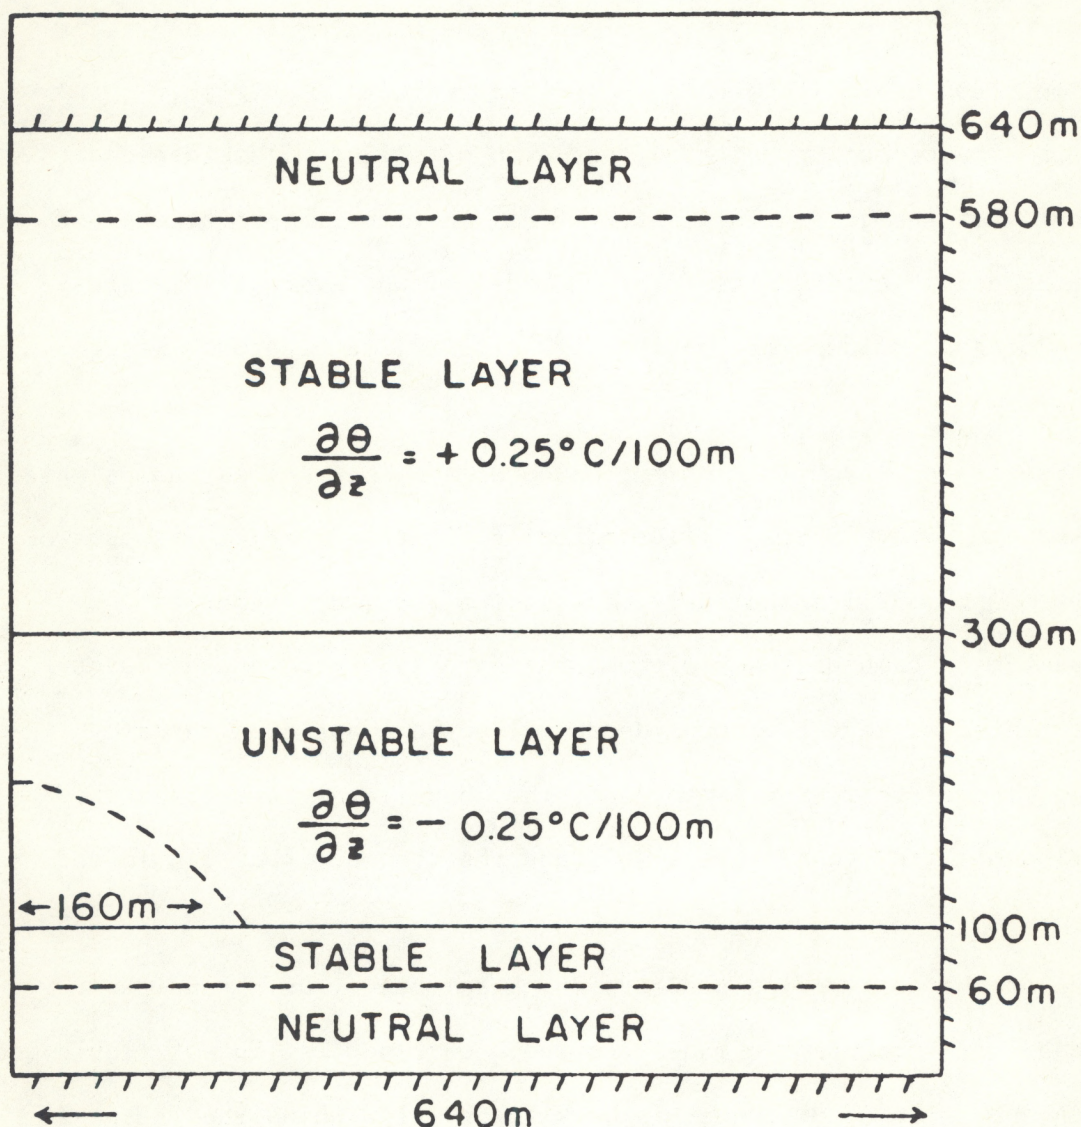 640m
NEUTRAL LAYER
580m
STABLE LAYER
∂θ/∂z = + 0.25°C/100m
300m
UNSTABLE LAYER
∂θ/∂z = − 0.25°C/100m
160m
100m
STABLE LAYER
60m
NEUTRAL LAYER
640m